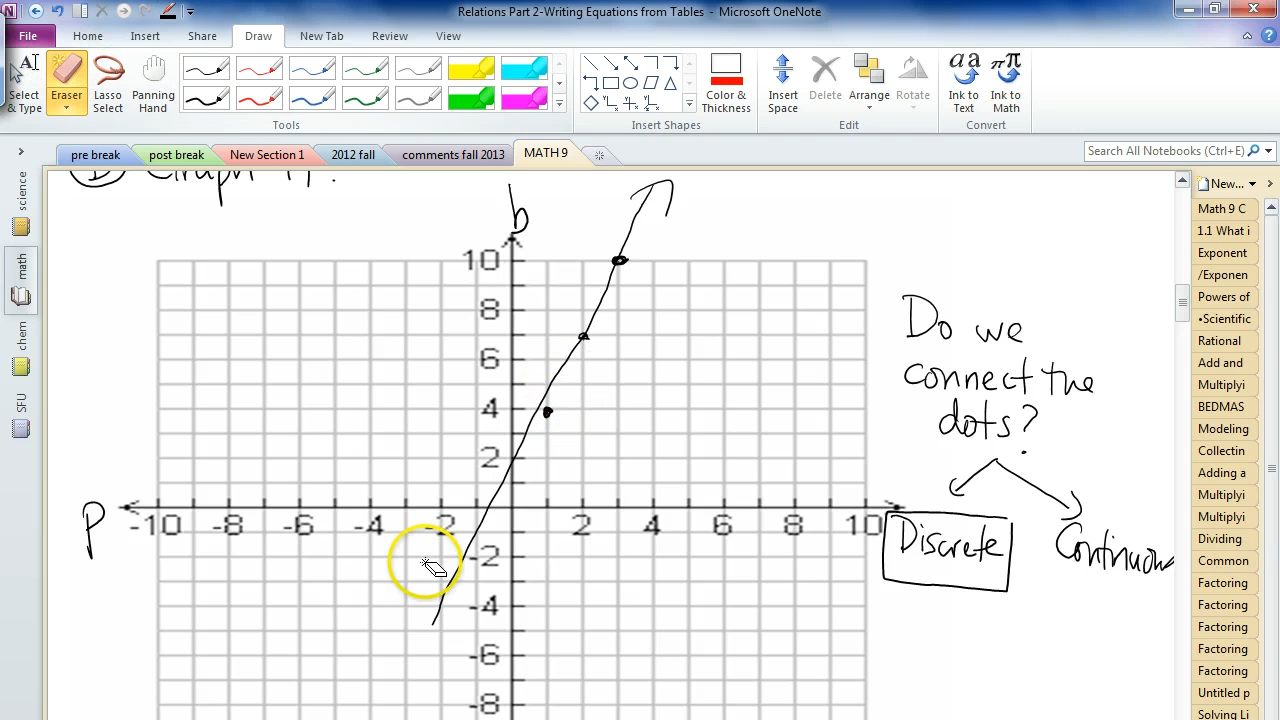 Relations Part 2-Writing Equations from Tables - Microsoft OneNote
File Home Insert Share Draw New Tab Review View
Select & Type
Eraser
Lasso Select
Panning Hand
Color & Thickness
Insert Space
Delete
Arrange
Rotate
Ink to Text
Ink to Math
Tools Insert Shapes Edit Convert
pre break post break New Section 1 2012 fall comments fall 2013 MATH 9
Search All Notebooks (Ctrl+E)
science
math
chem
SFU
New...
Math 9 C
1.1 What i
Exponent
/Exponen
Powers of
•Scientific
Rational
Add and
Multiplyi
BEDMAS
Modeling
Collectin
Adding a
Multiplyi
Multiplyi
Dividing
Common
Factoring
Factoring
Factoring
Factoring
Factoring
Untitled p
Solving Li
b
10
8
6
4
2
p
-10 -8 -6 -4 -2 2 4 6 8 10
-2
-4
-6
-8
Do we
connect the
dots?
Discrete Continuous